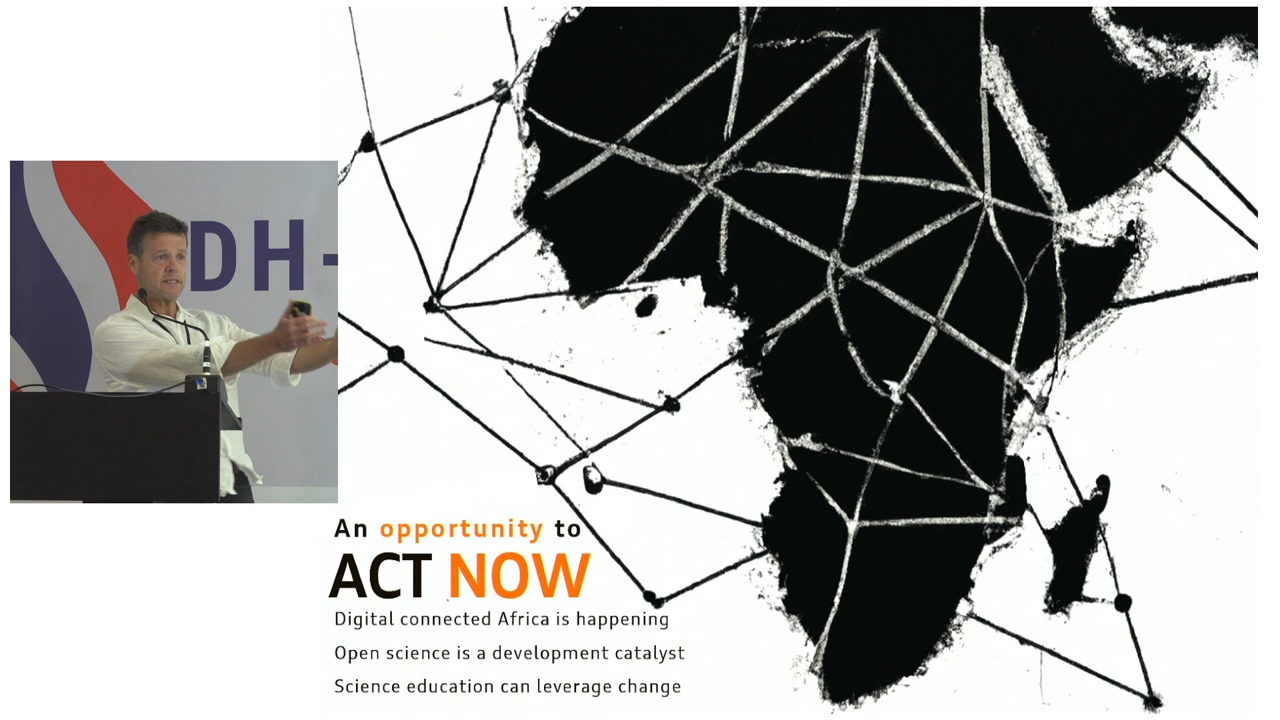 DH-
An opportunity to
ACT NOW
Digital connected Africa is happening
Open science is a development catalyst
Science education can leverage change